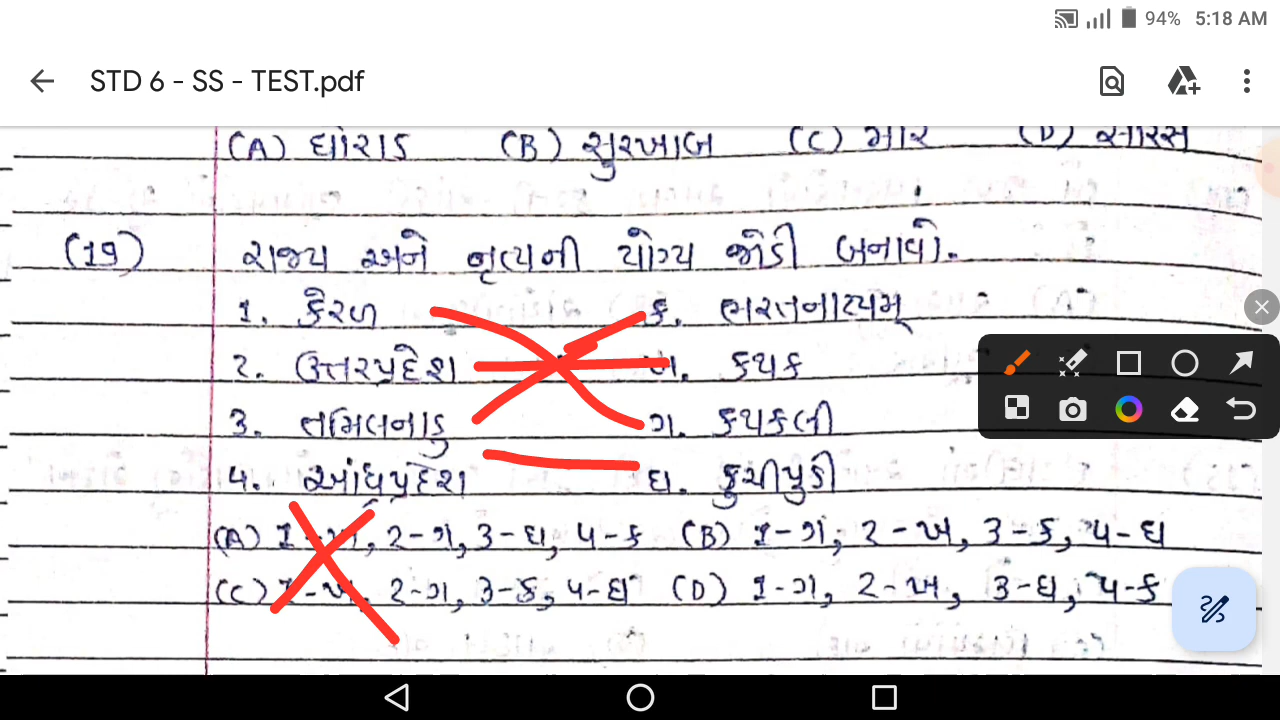 94% 5:18 AM
STD 6 - SS - TEST.pdf
(A) ઘોરાડ (B) સુરખાબ (C) મોર (D) સારસ
(19) રાજ્ય અને નૃત્યની યોગ્ય જોડી બનાવો.
1. કેરળ ક. ભરતનાટ્યમ્
2. ઉત્તરપ્રદેશ ખ. કથક
3. તમિલનાડુ ગ. કથકલી
4. આંધ્રપ્રદેશ ઘ. કુચીપુડી
(A) 1-ખ, 2-ગ, 3-ઘ, 4-ક (B) 1-ગ, 2-ખ, 3-ક, 4-ઘ
(C) 1-ખ, 2-ગ, 3-ક, 4-ઘ (D) 1-ગ, 2-ખ, 3-ઘ, 4-ક